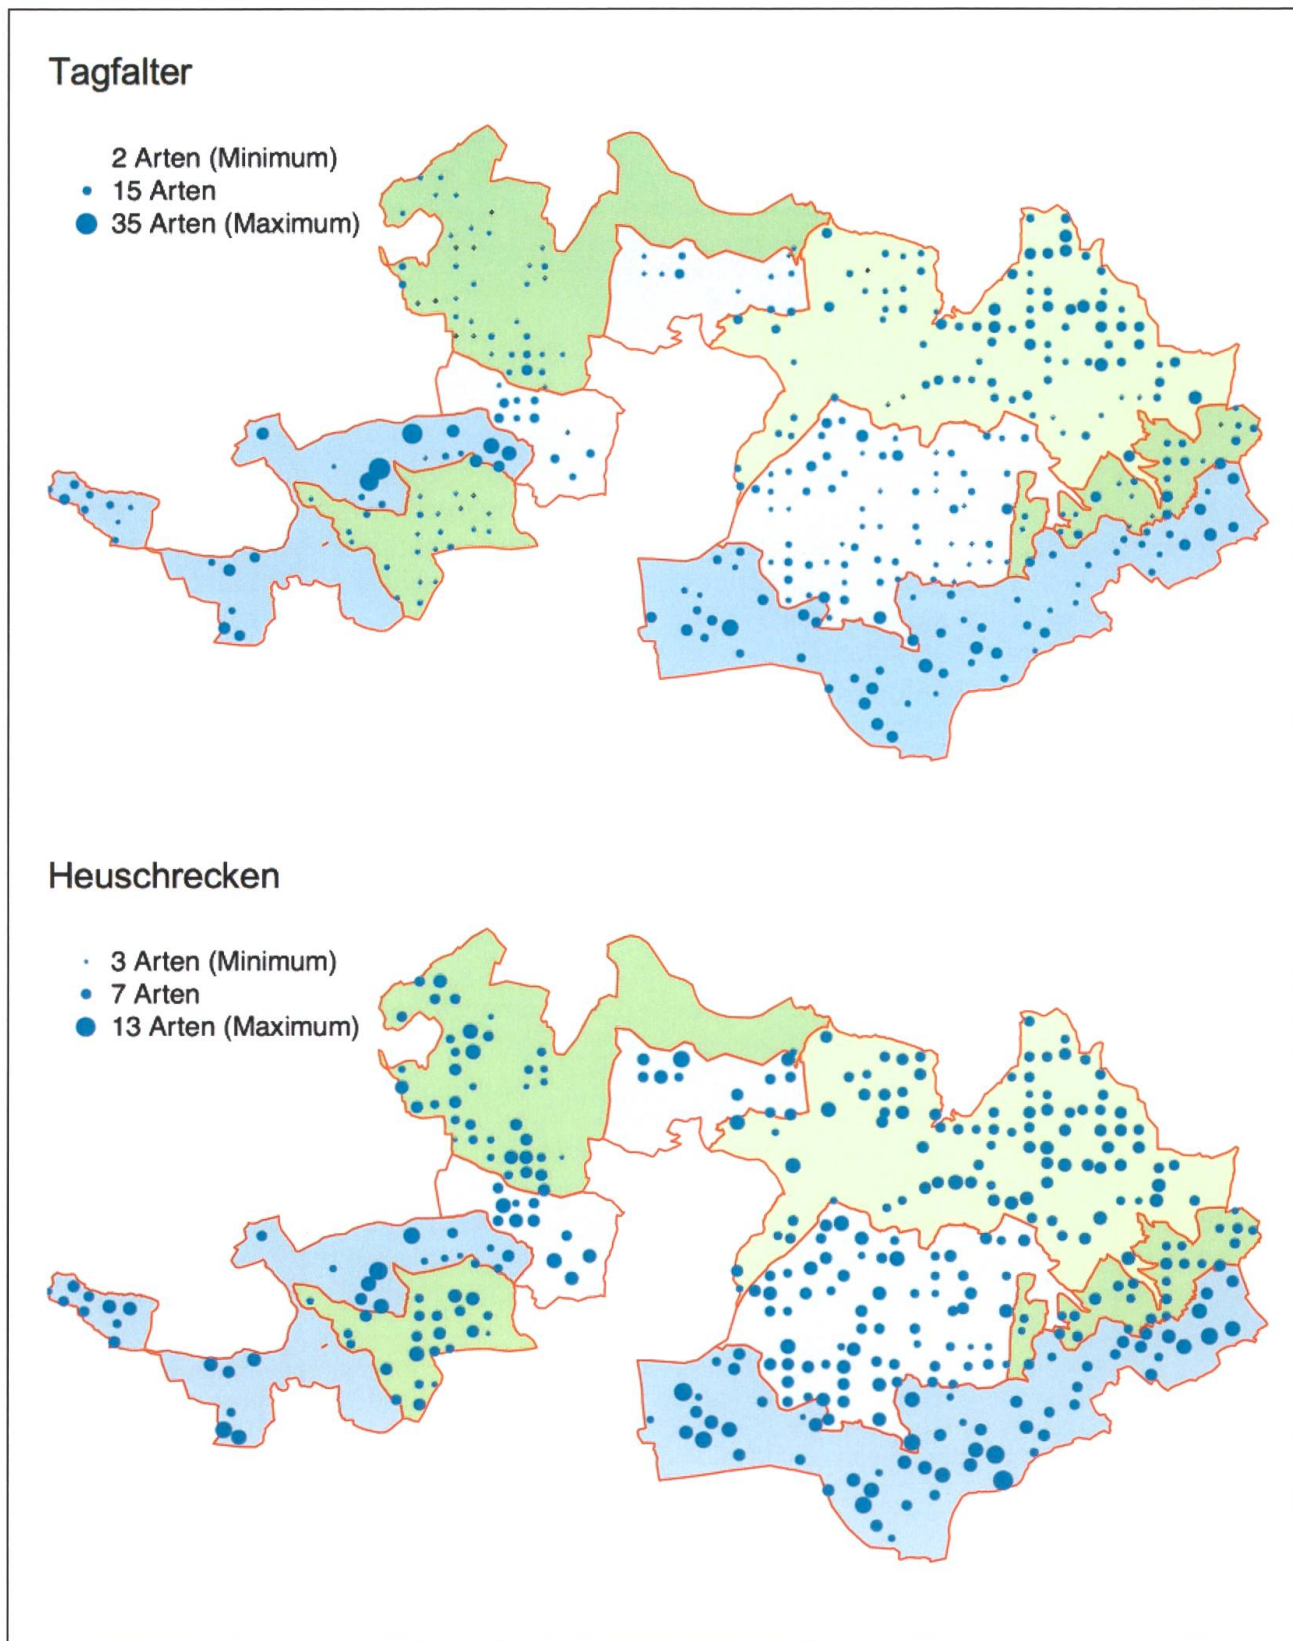 Tagfalter
2 Arten (Minimum)
15 Arten
35 Arten (Maximum)
Heuschrecken
3 Arten (Minimum)
7 Arten
13 Arten (Maximum)